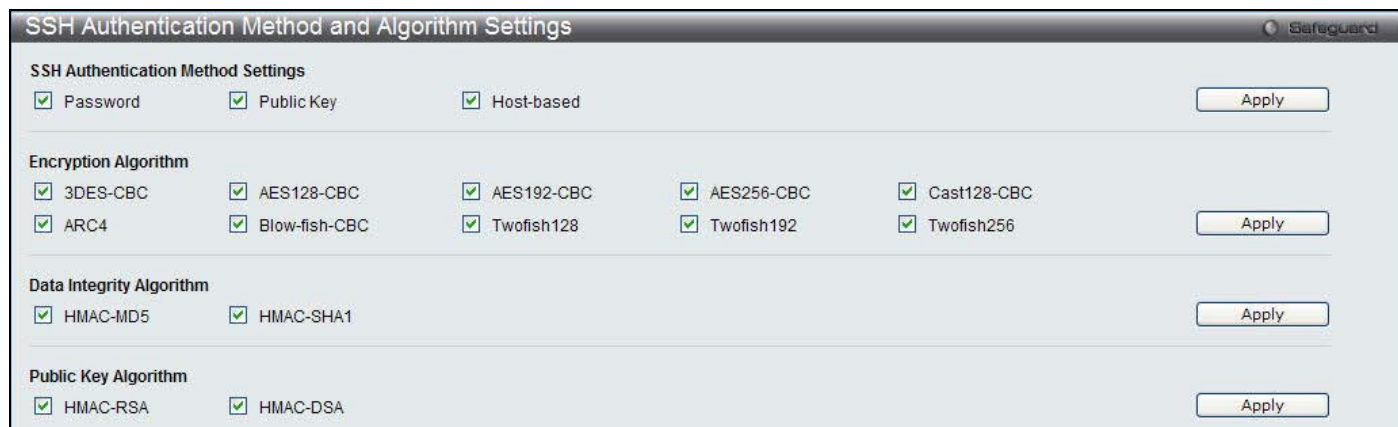 SSH Authentication Method and Algorithm Settings Safeguard
SSH Authentication Method Settings
Password Public Key Host-based Apply
Encryption Algorithm
3DES-CBC AES128-CBC AES192-CBC AES256-CBC Cast128-CBC
ARC4 Blow-fish-CBC Twofish128 Twofish192 Twofish256 Apply
Data Integrity Algorithm
HMAC-MD5 HMAC-SHA1 Apply
Public Key Algorithm
HMAC-RSA HMAC-DSA Apply